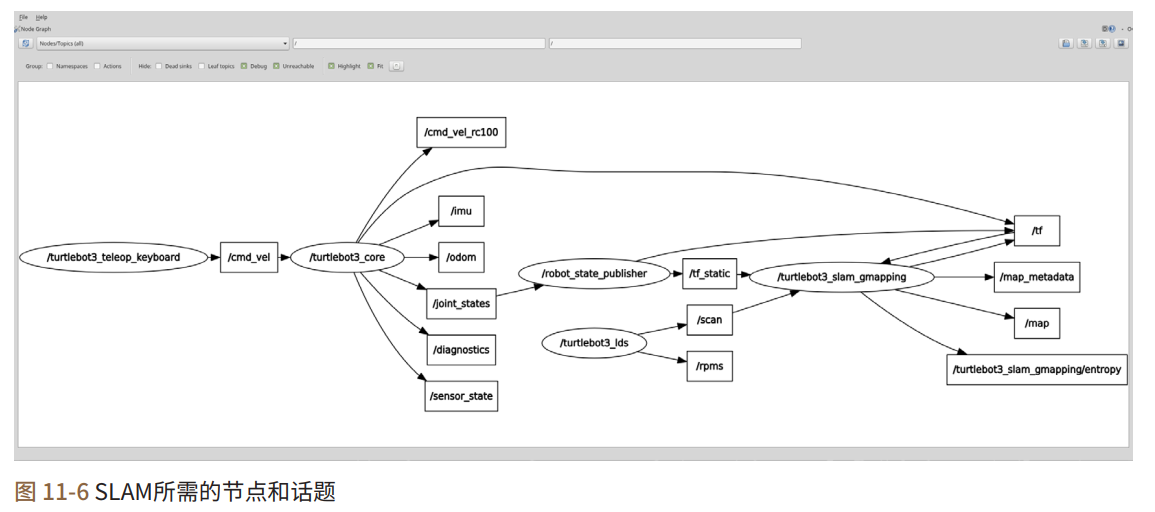 File Help
Node Graph
Nodes/Topics (all) / /
Group: Namespaces Actions Hide: Dead sinks Leaf topics Debug Unreachable Highlight Fit
/cmd_vel_rc100
/imu
/tf
/turtlebot3_teleop_keyboard /cmd_vel /turtlebot3_core /odom
/robot_state_publisher /tf_static /turtlebot3_slam_gmapping /map_metadata
/joint_states
/scan /map
/turtlebot3_lds
/diagnostics
/rpms /turtlebot3_slam_gmapping/entropy
/sensor_state
图 11-6 SLAM所需的节点和话题